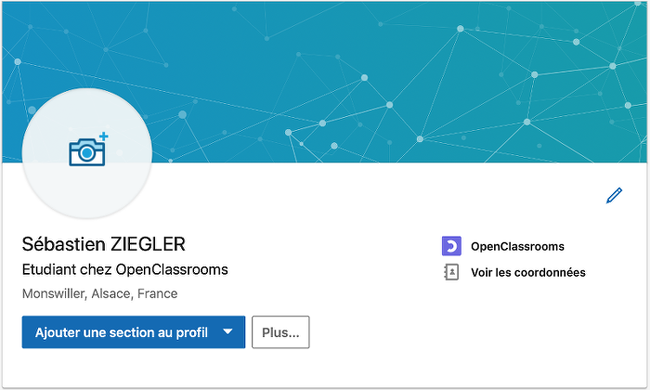 Sébastien ZIEGLER
Etudiant chez OpenClassrooms
Monswiller, Alsace, France
Ajouter une section au profil
Plus...
OpenClassrooms
Voir les coordonnées